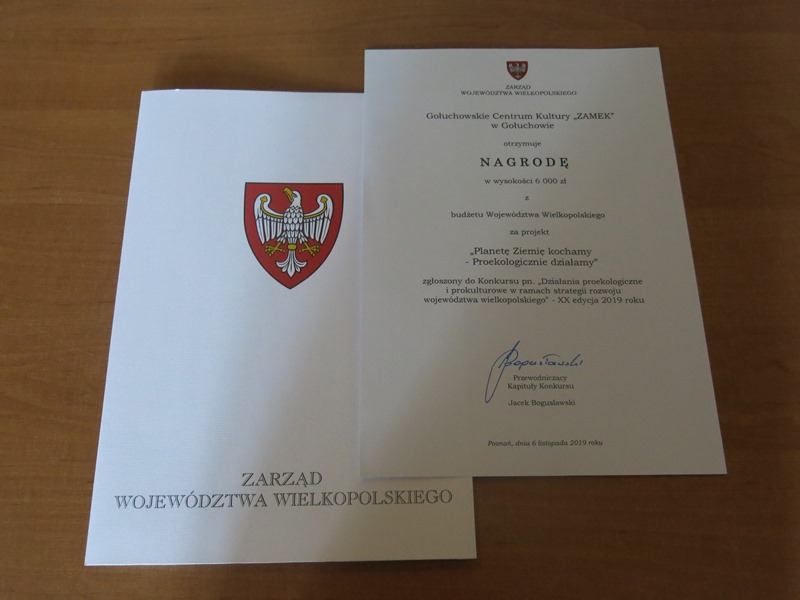 ZARZĄD
WOJEWÓDZTWA WIELKOPOLSKIEGO
Gołuchowskie Centrum Kultury „ZAMEK”
w Gołuchowie
otrzymuje
NAGRODĘ
w wysokości 6 000 zł
z
budżetu Województwa Wielkopolskiego
za projekt
„Planetę Ziemię kochamy
- Proekologicznie działamy”
zgłoszony do Konkursu pn. „Działania proekologiczne
i prokulturowe w ramach strategii rozwoju
województwa wielkopolskiego” - XX edycja 2019 roku
Bogusławski
Przewodniczący
Kapituły Konkursu
Jacek Bogusławski
Poznań, dnia 6 listopada 2019 roku
ZARZĄD
WOJEWÓDZTWA WIELKOPOLSKIEGO